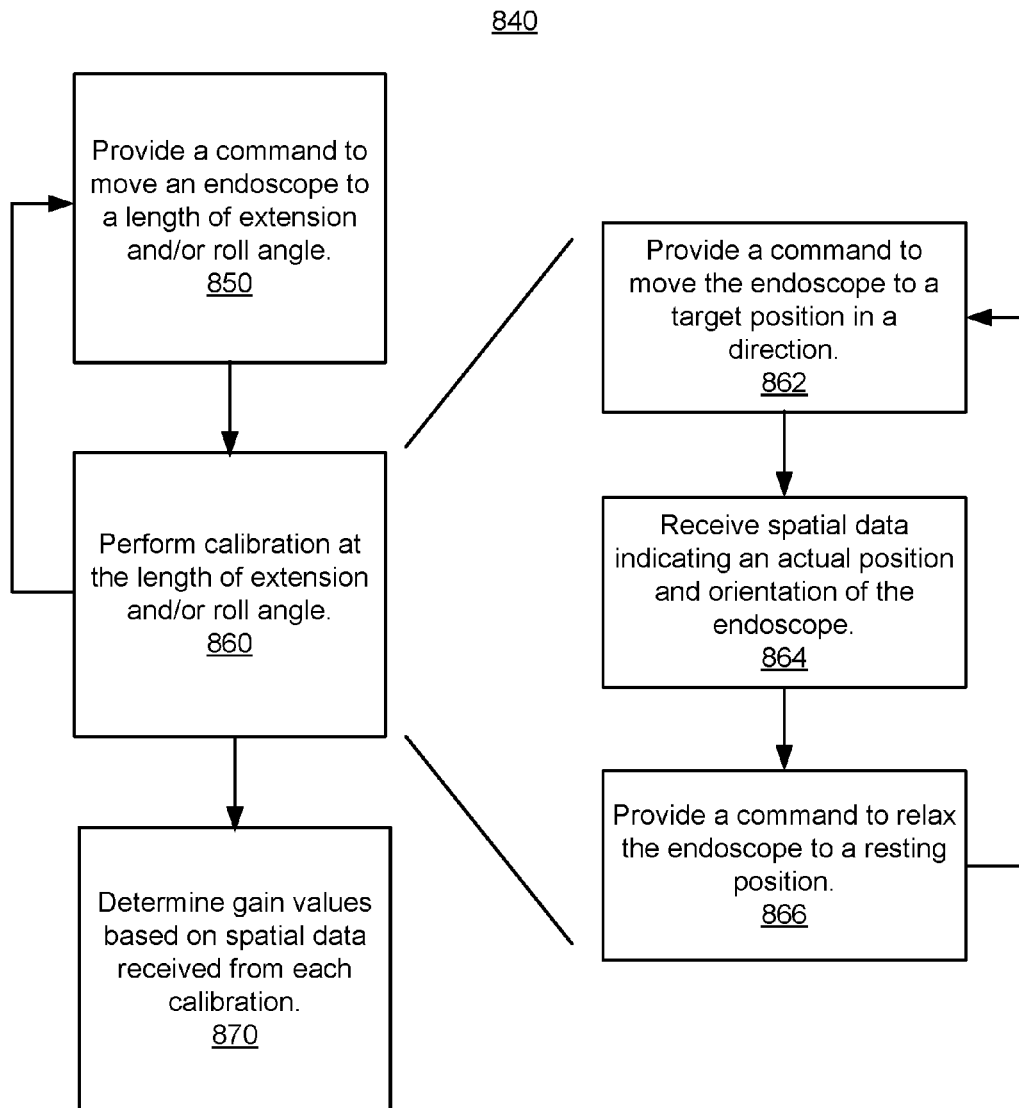 840
Provide a command to
move an endoscope to
a length of extension
and/or roll angle.
850
Perform calibration at
the length of extension
and/or roll angle.
860
Determine gain values
based on spatial data
received from each
calibration.
870
Provide a command to
move the endoscope to a
target position in a
direction.
862
Receive spatial data
indicating an actual position
and orientation of the
endoscope.
864
Provide a command to relax
the endoscope to a resting
position.
866